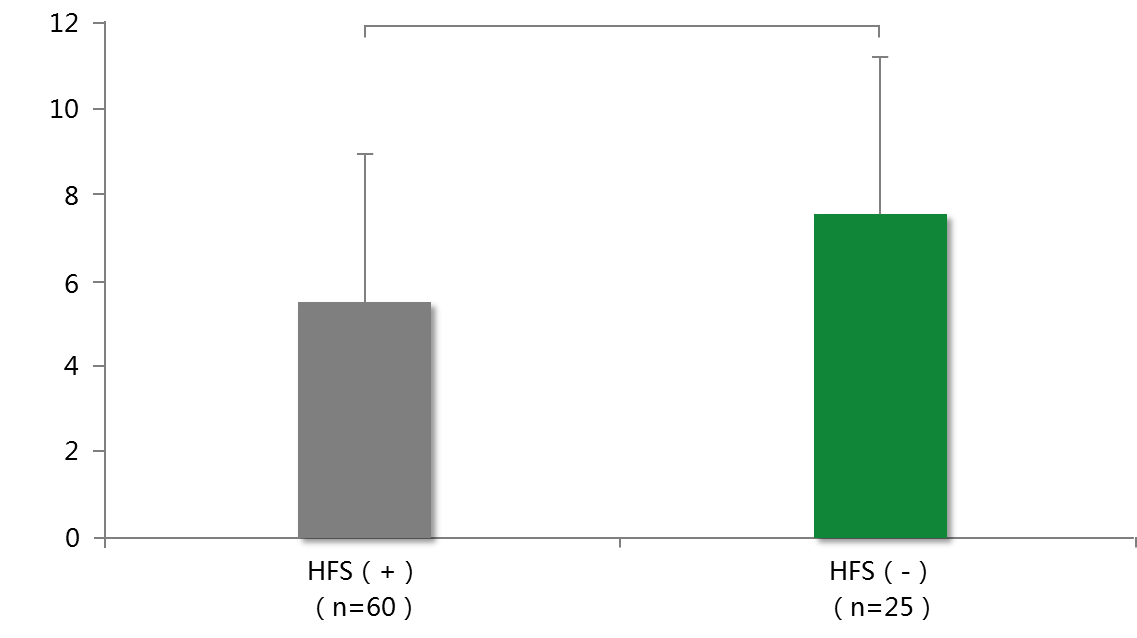 12
10
8
6
4
2
0
HFS ( + )
( n=60 )
HFS ( - )
( n=25 )